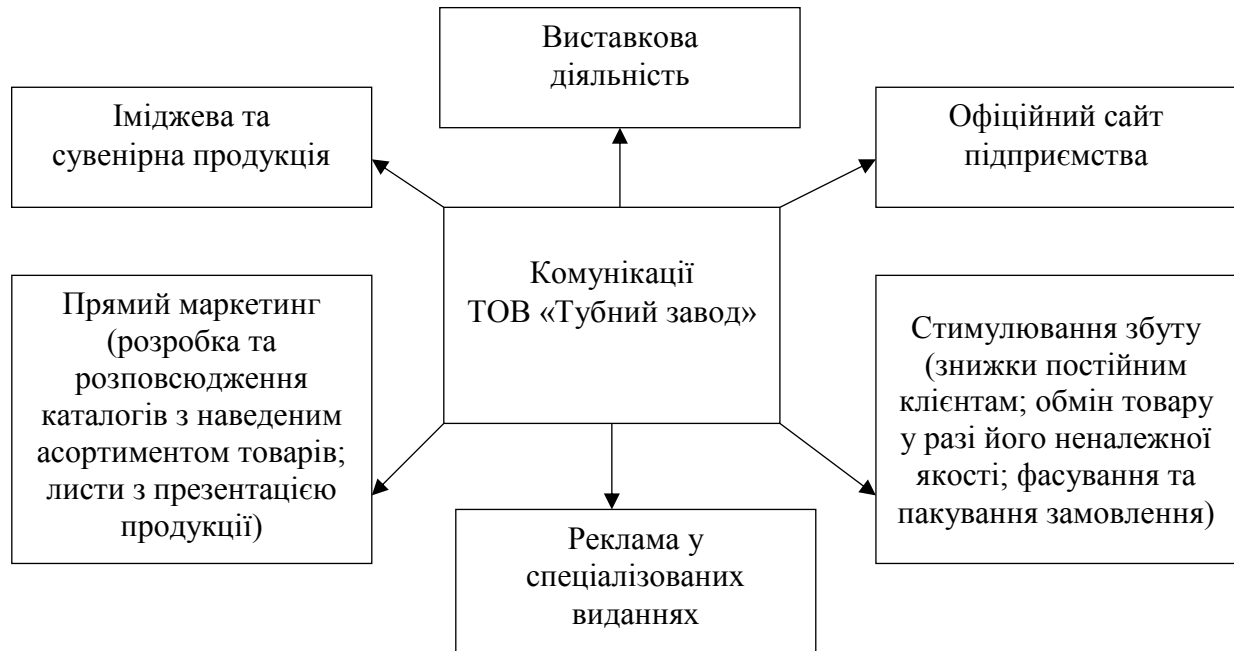 Виставкова
діяльність
Іміджева та
сувенірна продукція
Офіційний сайт
підприємства
Комунікації
ТОВ «Тубний завод»
Прямий маркетинг
(розробка та
розповсюдження
каталогів з наведеним
асортиментом товарів;
листи з презентацією
продукції)
Стимулювання збуту
(знижки постійним
клієнтам; обмін товару
у разі його неналежної
якості; фасування та
пакування замовлення)
Реклама у
спеціалізованих
виданнях